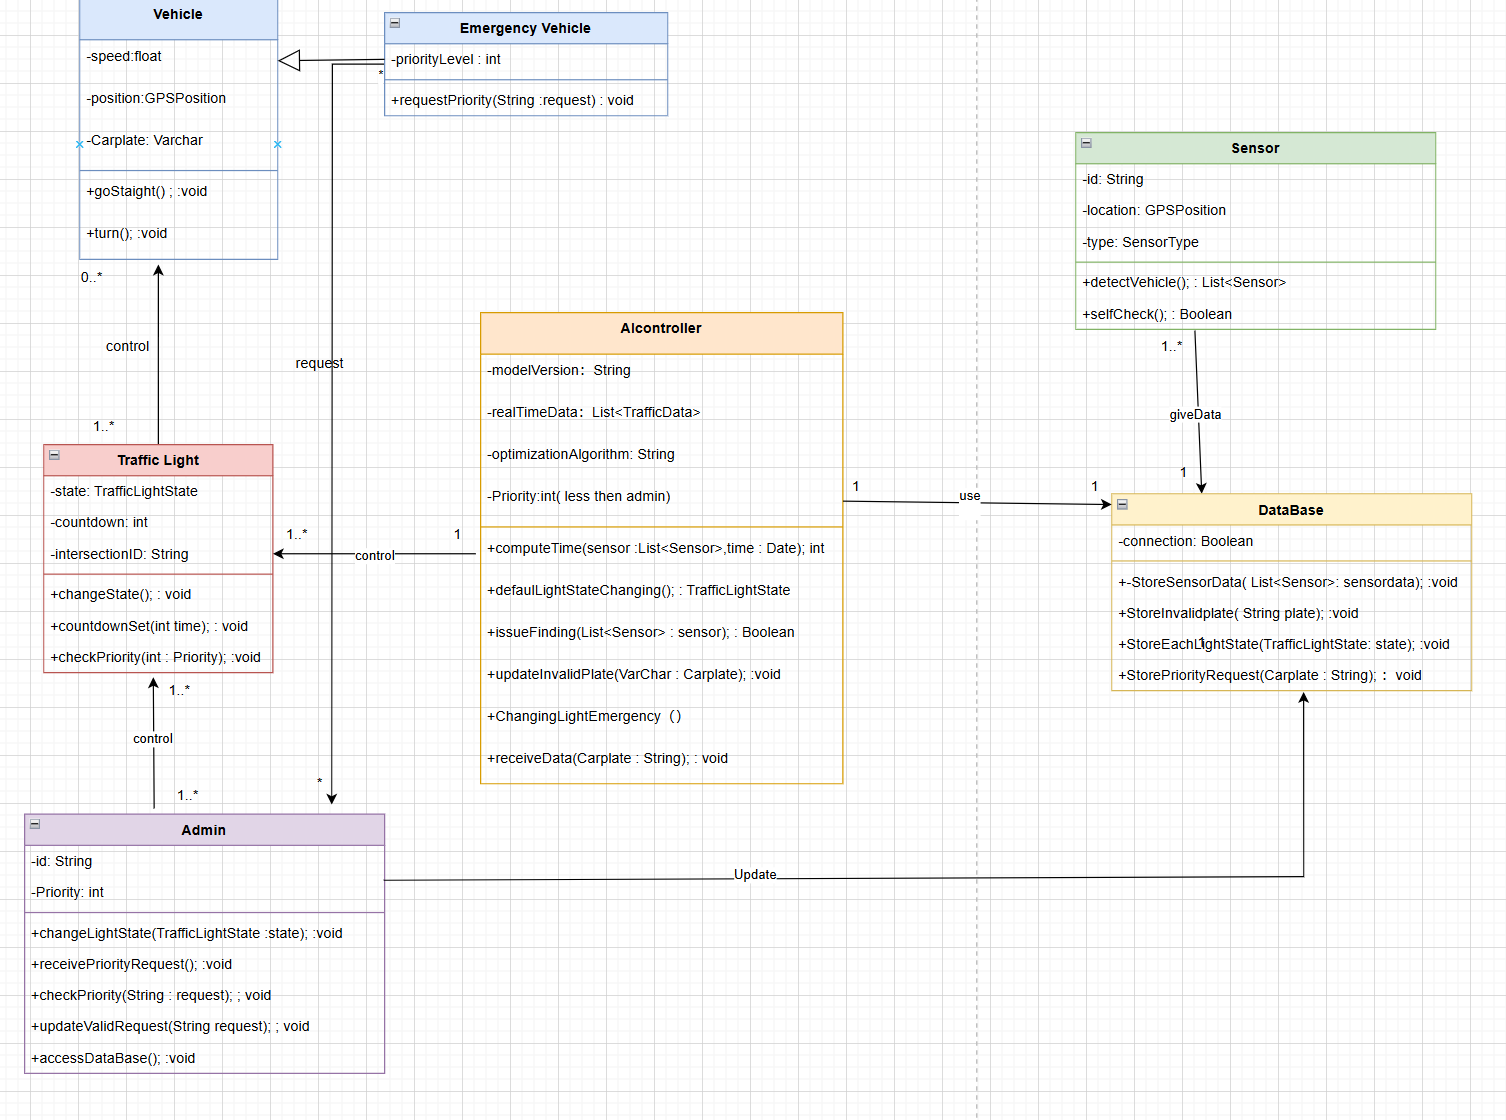 Vehicle
-speed:float
-position:GPSPosition
-Carplate: Varchar
+goStaight() ; :void
+turn(); :void
Emergency Vehicle
-priorityLevel : int
+requestPriority(String :request) : void
*
Sensor
-id: String
-location: GPSPosition
-type: SensorType
+detectVehicle(); : List<Sensor>
+selfCheck(); : Boolean
0..*
control
1..*
request
*
1..*
giveData
1
Traffic Light
-state: TrafficLightState
-countdown: int
-intersectionID: String
+changeState(); : void
+countdownSet(int time); : void
+checkPriority(int : Priority); :void
1..*
control
1
AIcontroller
-modelVersion: String
-realTimeData: List<TrafficData>
-optimizationAlgorithm: String
-Priority:int( less then admin)
+computeTime(sensor :List<Sensor>,time : Date); int
+defaulLightStateChanging(); : TrafficLightState
+issueFinding(List<Sensor> : sensor); : Boolean
+updateInvalidPlate(VarChar : Carplate); :void
+ChangingLightEmergency ()
+receiveData(Carplate : String); : void
1
use
1
DataBase
-connection: Boolean
+-StoreSensorData( List<Sensor>: sensordata); :void
+StoreInvalidplate( String plate); :void
+StoreEachLightState(TrafficLightState: state); :void
1
+StorePriorityRequest(Carplate : String); : void
1..*
control
1..*
Admin
-id: String
-Priority: int
+changeLightState(TrafficLightState :state); :void
+receivePriorityRequest(); :void
+checkPriority(String : request); ; void
+updateValidRequest(String request); ; void
+accessDataBase(); :void
Update